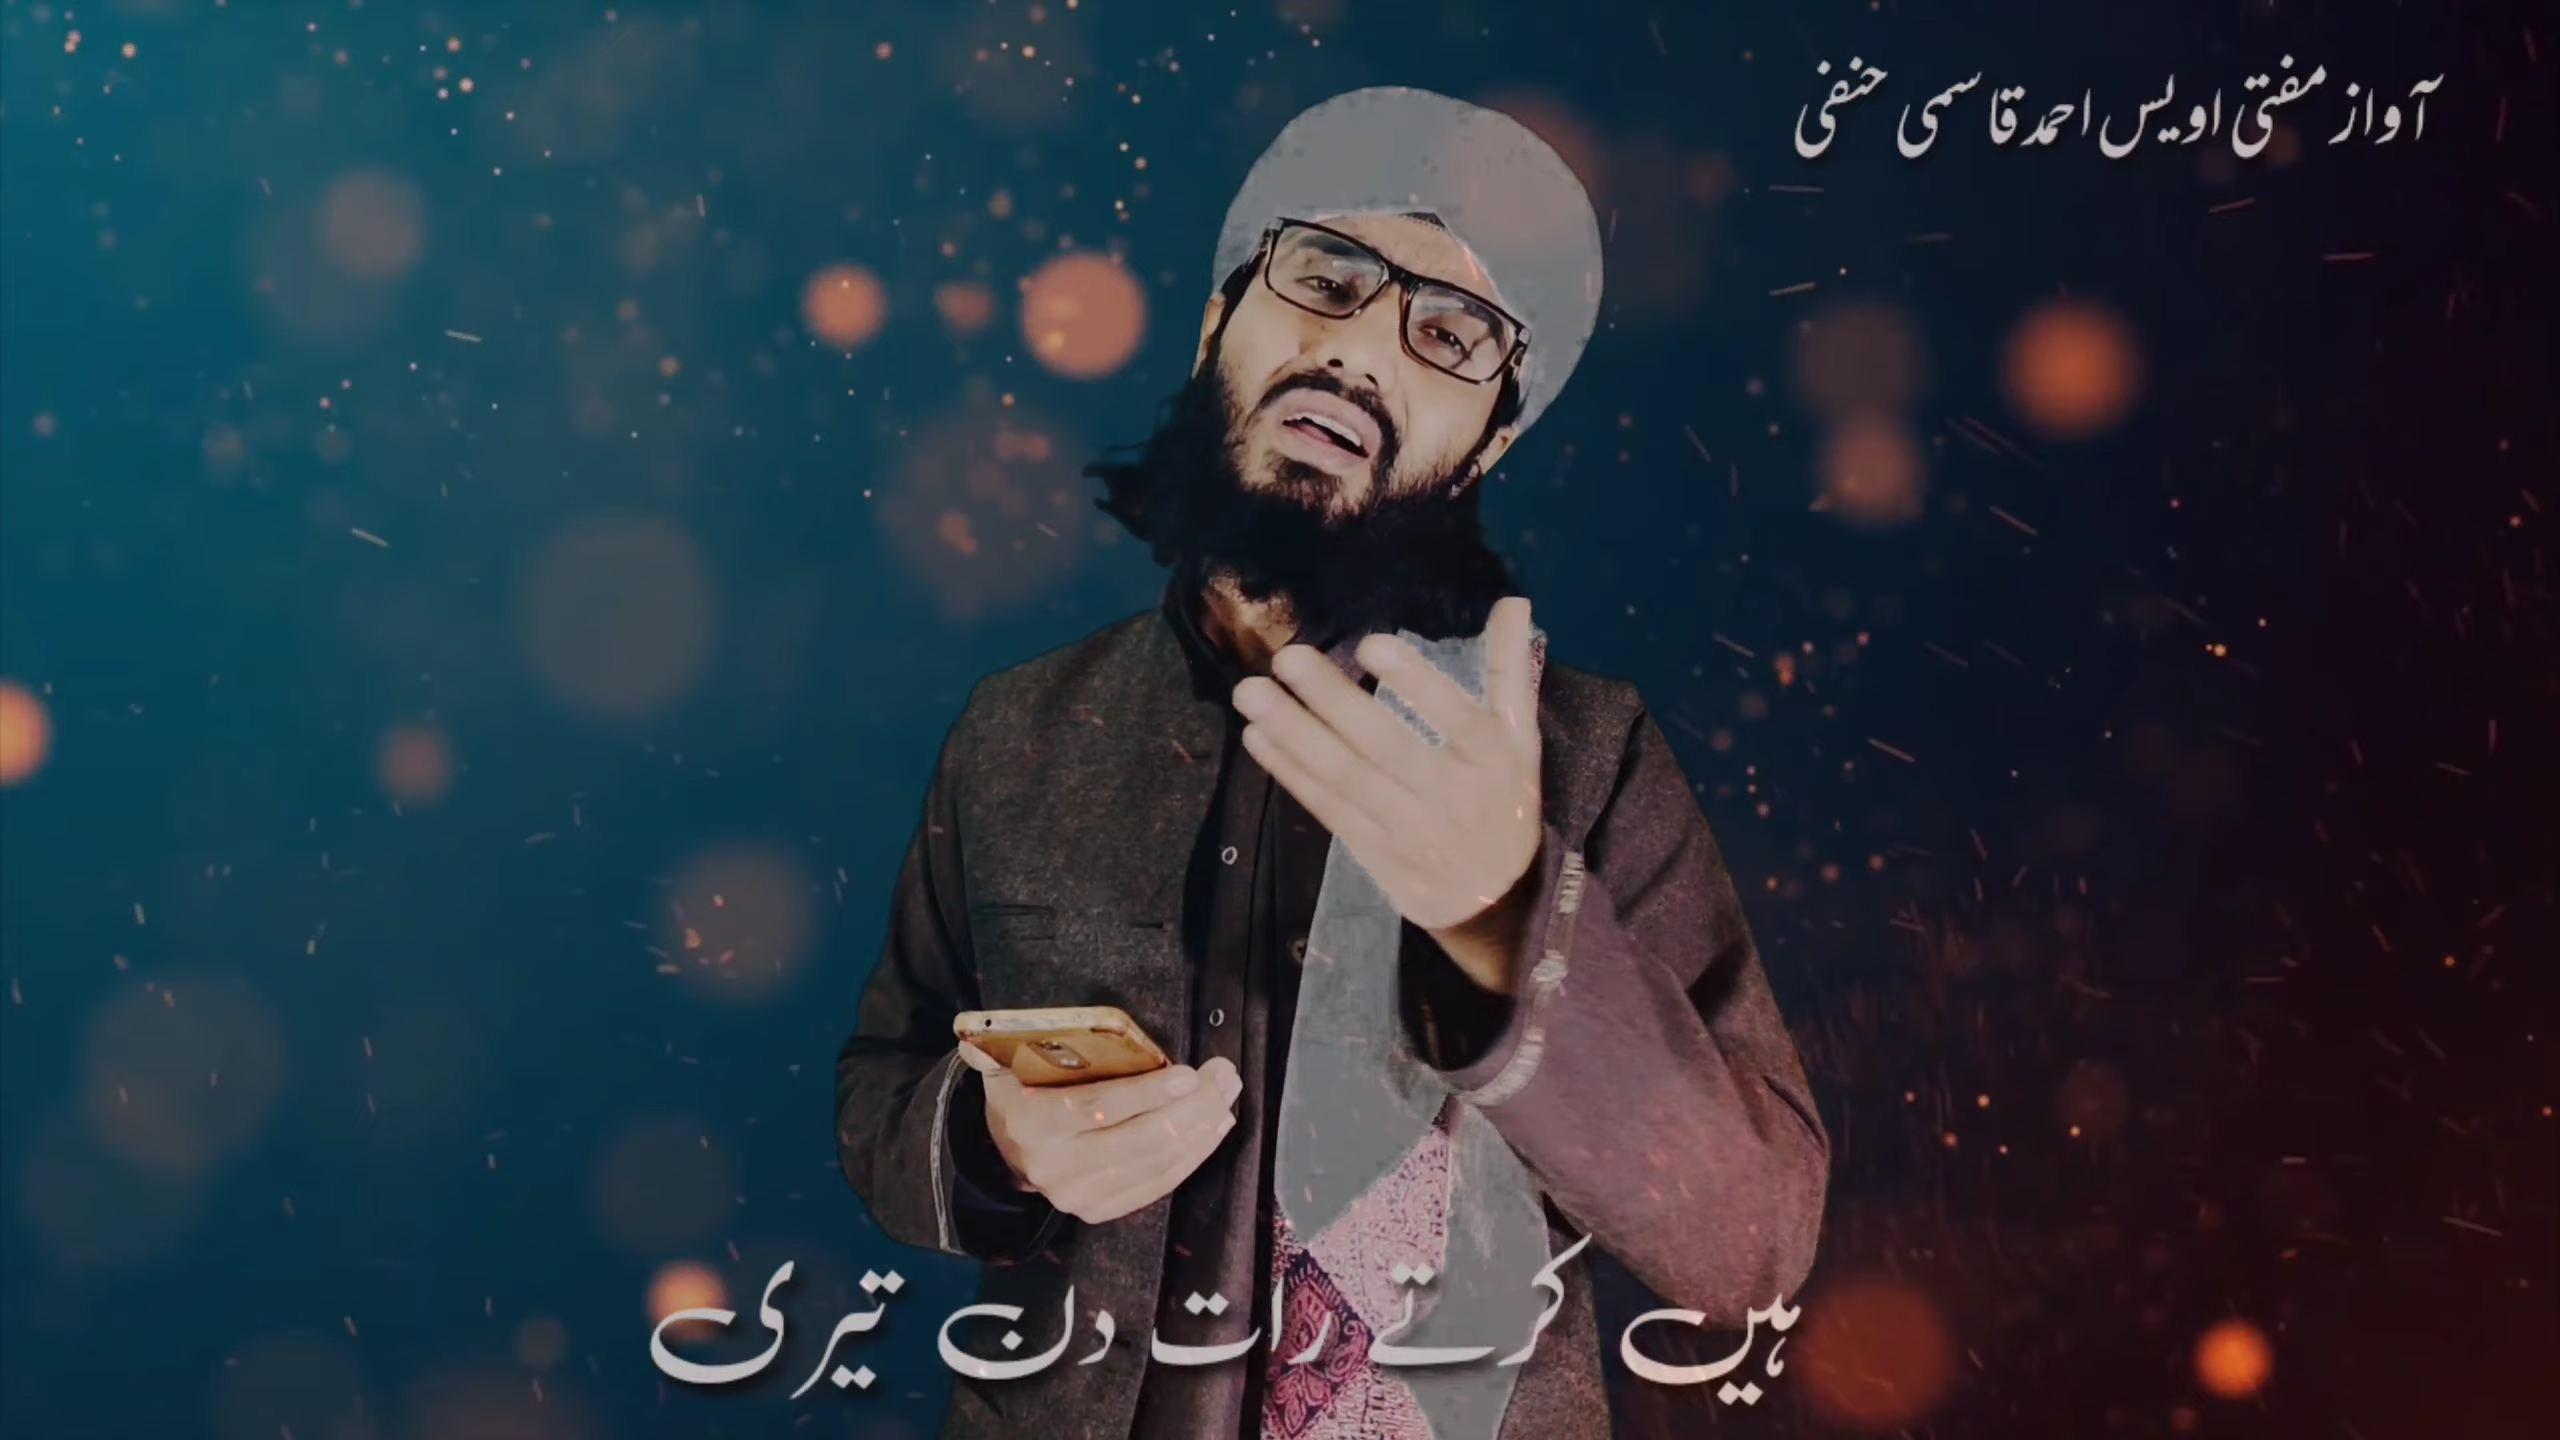 آواز مفتی اویس احمد قاسمی حنفی
ہیں کرتے رات دن تیری